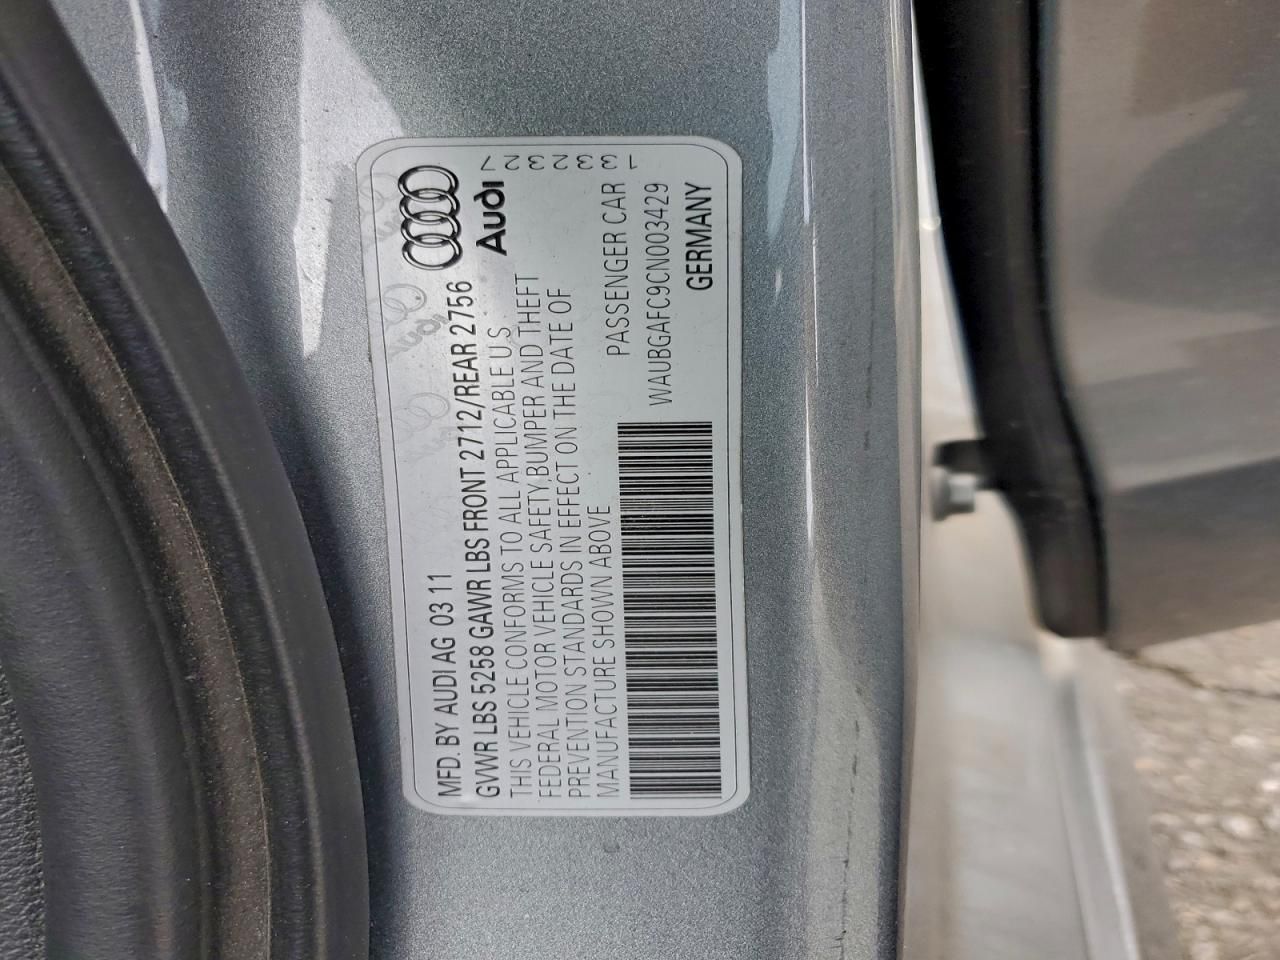 MFD. BY AUDI AG 03 11
GVWR LBS 5258 GAWR LBS FRONT 2712/REAR 2756
THIS VEHICLE CONFORMS TO ALL APPLICABLE U S
FEDERAL MOTOR VEHICLE SAFETY,BUMPER AND THEFT
PREVENTION STANDARDS IN EFFECT ON THE DATE OF
MANUFACTURE SHOWN ABOVE
PASSENGER CAR
WAUBGAFC9CN003429
GERMANY
Audi
7232331